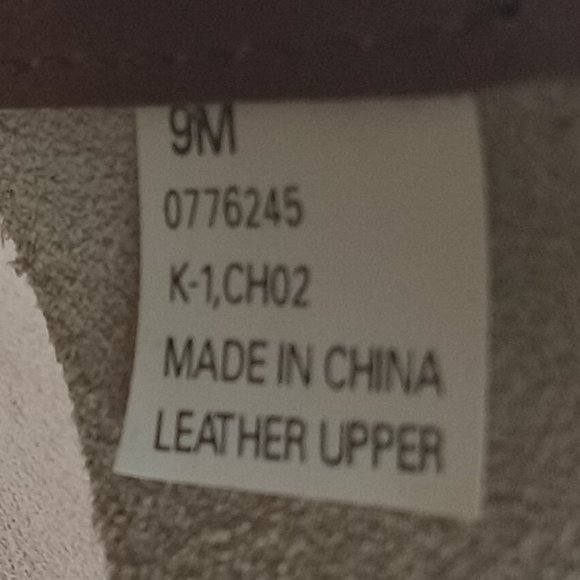 9M
0776245
K-1,CH02
MADE IN CHINA
LEATHER UPPER